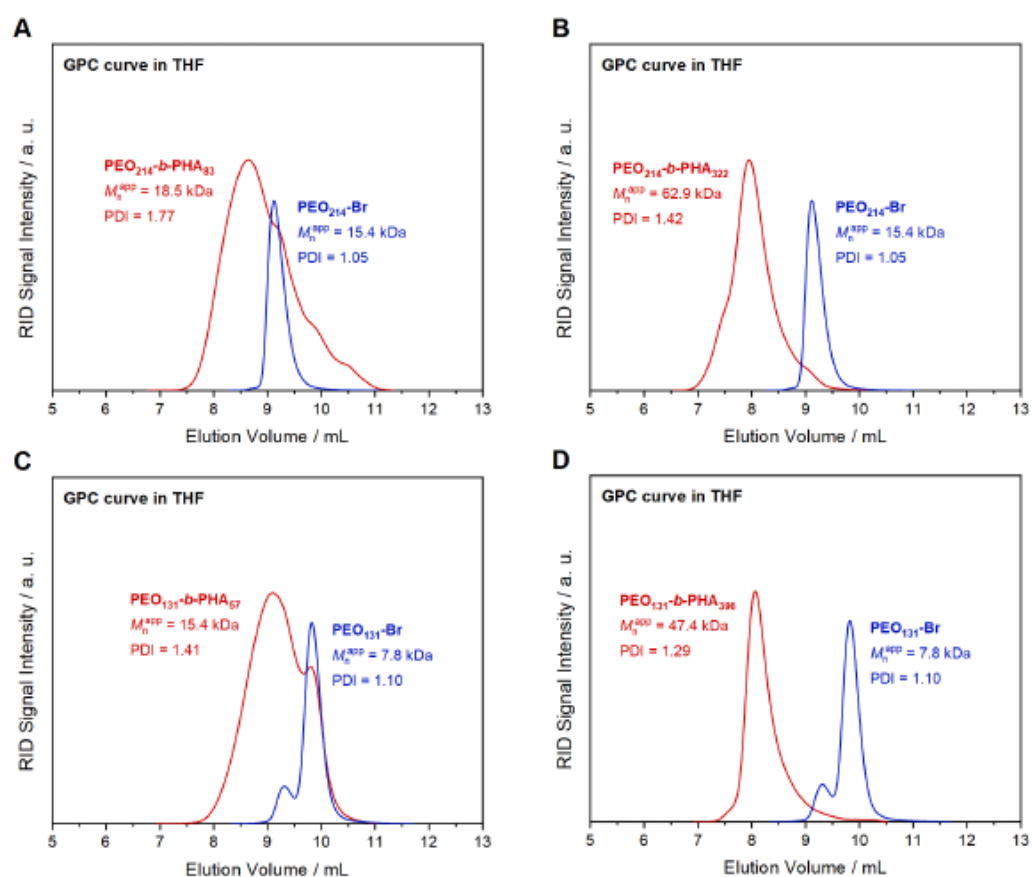 A
GPC curve in THF
RID Signal Intensity / a. u.
PEO214-b-PHA83
Mnapp = 18.5 kDa
PDI = 1.77
PEO214-Br
Mnapp = 15.4 kDa
PDI = 1.05
5 6 7 8 9 10 11 12 13
Elution Volume / mL
B
GPC curve in THF
RID Signal Intensity / a. u.
PEO214-b-PHA322
Mnapp = 62.9 kDa
PDI = 1.42
PEO214-Br
Mnapp = 15.4 kDa
PDI = 1.05
5 6 7 8 9 10 11 12 13
Elution Volume / mL
C
GPC curve in THF
RID Signal Intensity / a. u.
PEO131-b-PHA57
Mnapp = 15.4 kDa
PDI = 1.41
PEO131-Br
Mnapp = 7.8 kDa
PDI = 1.10
5 6 7 8 9 10 11 12 13
Elution Volume / mL
D
GPC curve in THF
RID Signal Intensity / a. u.
PEO131-b-PHA396
Mnapp = 47.4 kDa
PDI = 1.29
PEO131-Br
Mnapp = 7.8 kDa
PDI = 1.10
5 6 7 8 9 10 11 12 13
Elution Volume / mL